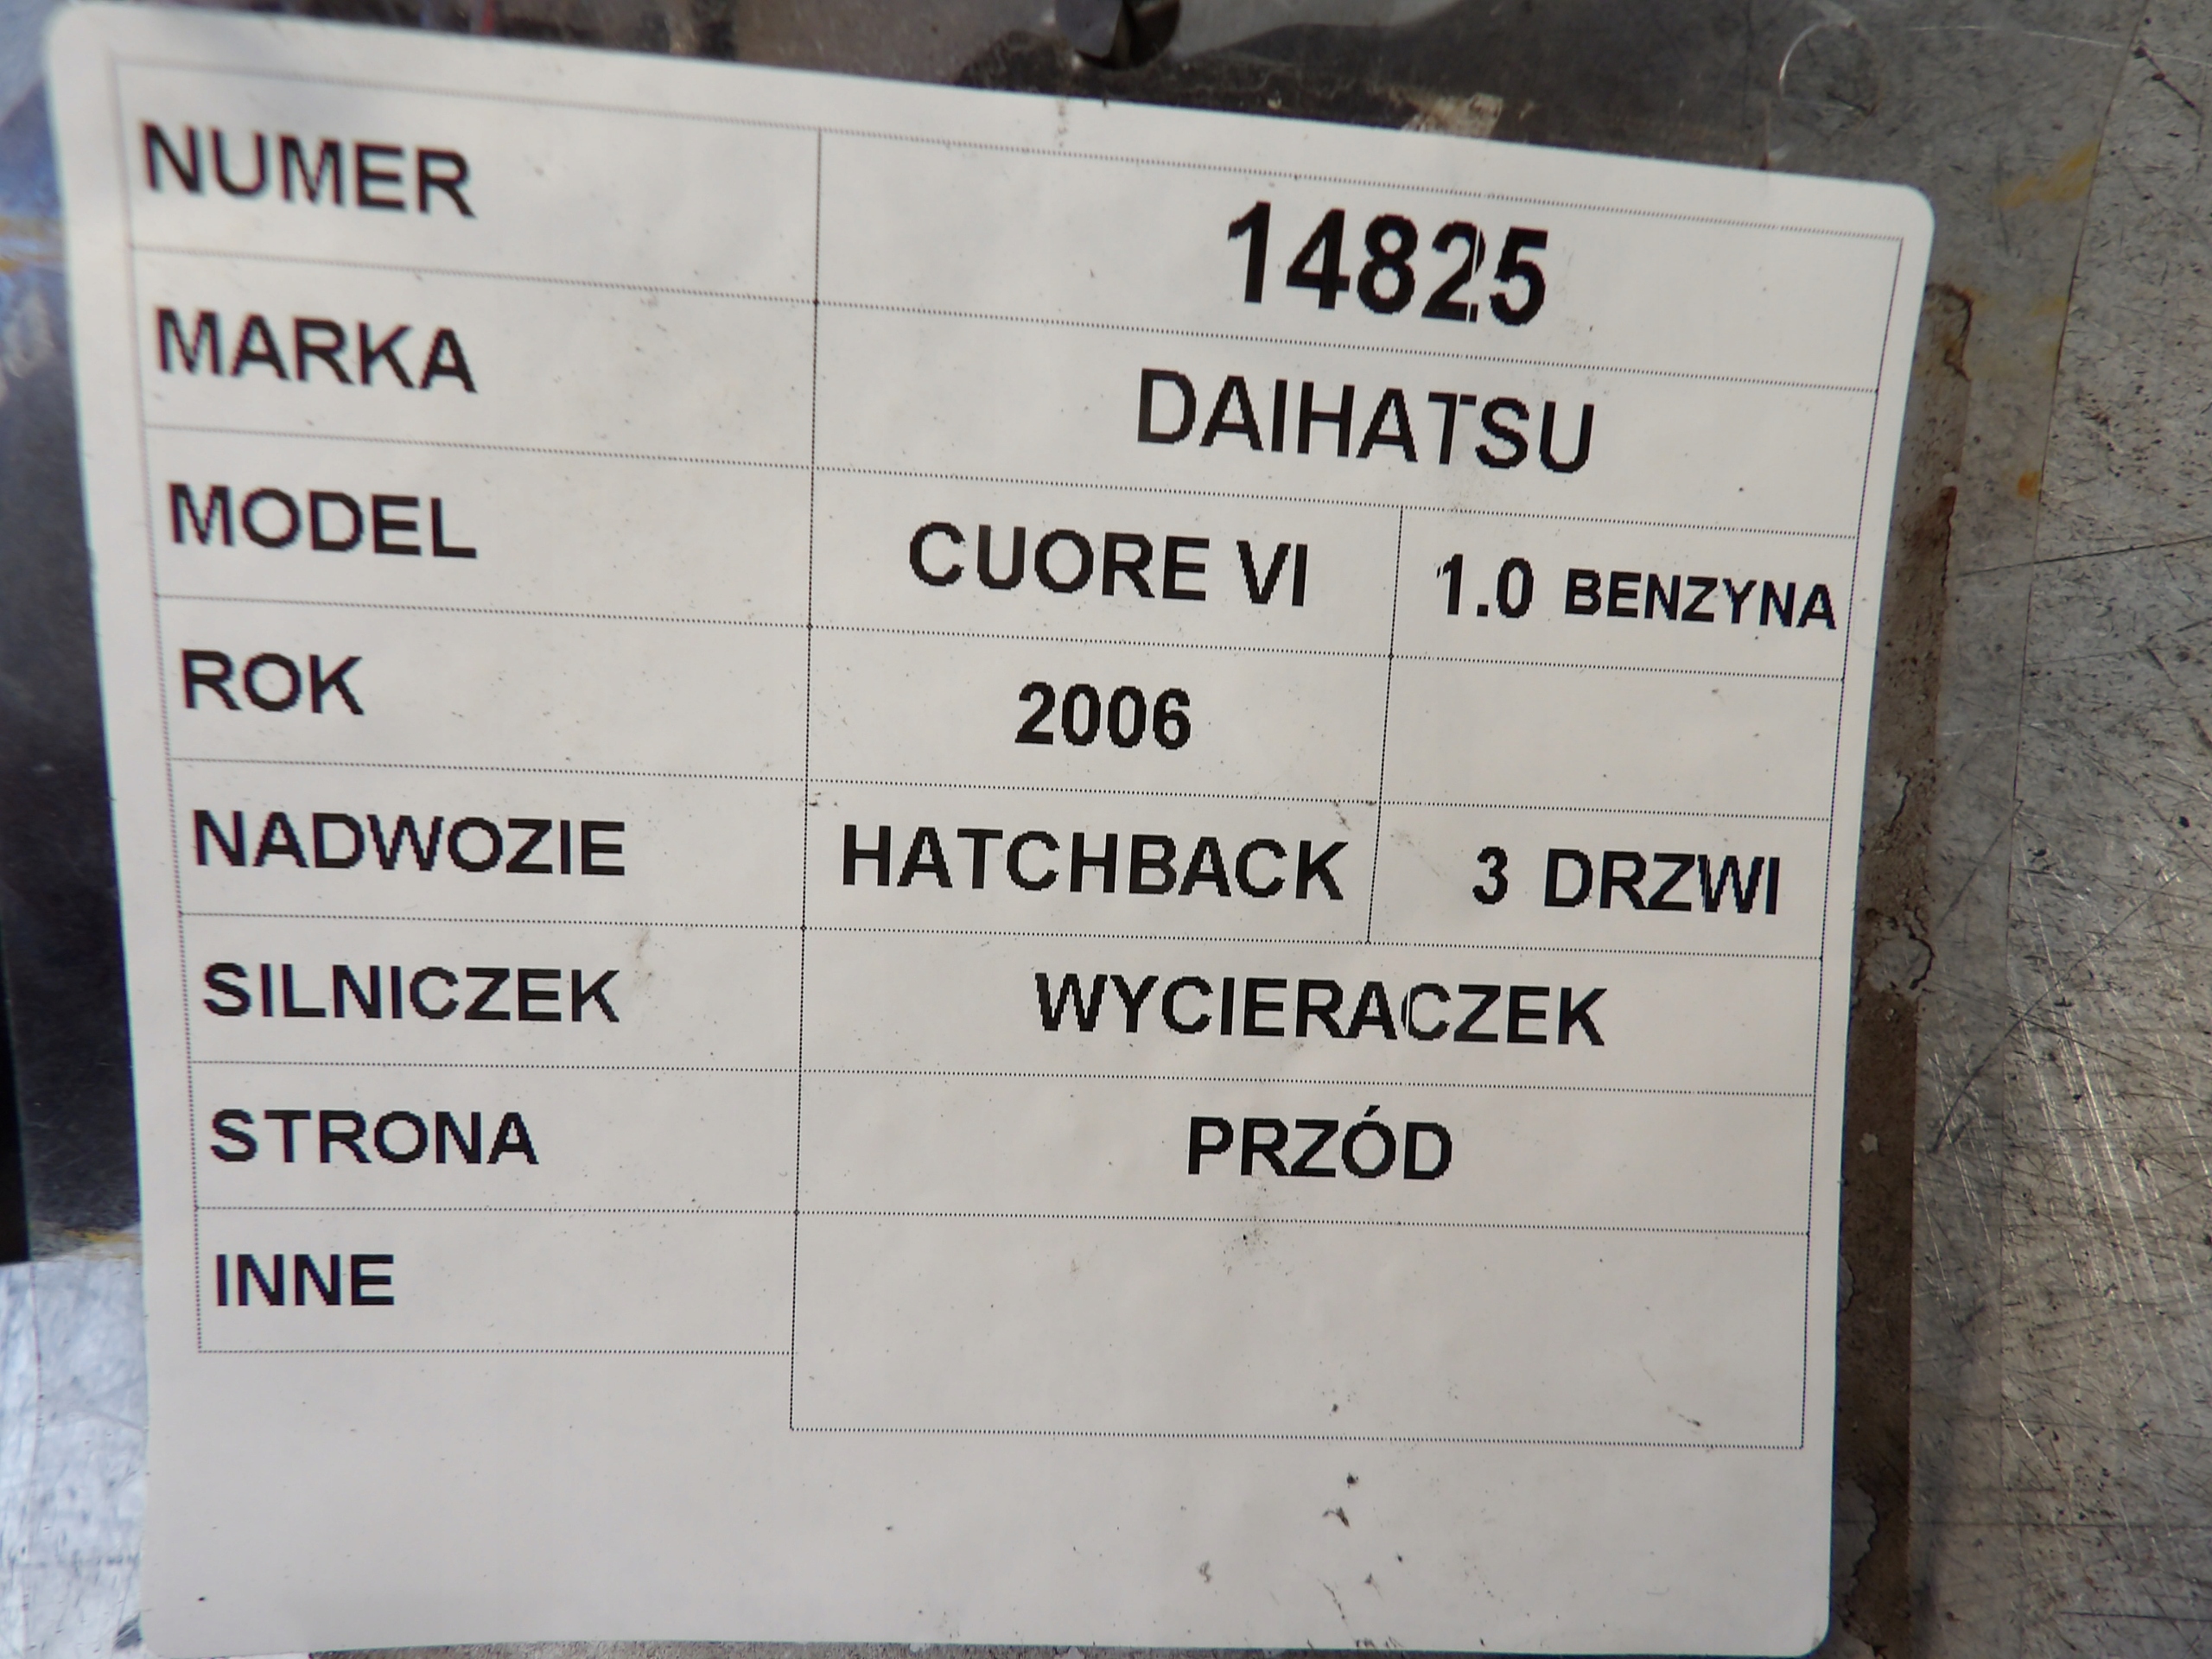 NUMER 14825
MARKA DAIHATSU
MODEL CUORE VI 1.0 BENZYNA
ROK 2006
NADWOZIE HATCHBACK 3 DRZWI
SILNICZEK WYCIERACZEK
STRONA PRZÓD
INNE